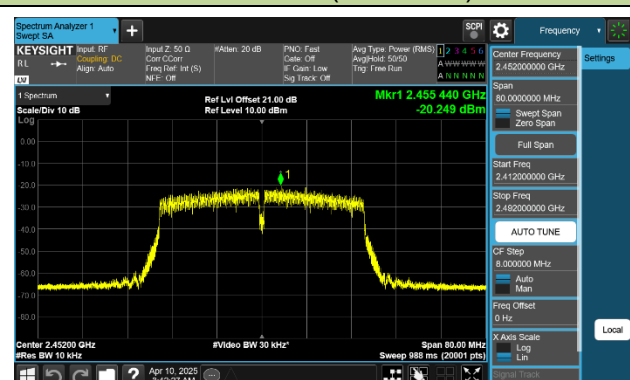 Spectrum Analyzer 1
Swept SA
SCPI
Frequency
KEYSIGHT
RL
LXI
Input: RF
Coupling: DC
Align: Auto
Input Z: 50 Ω
Corr CCorr
Freq Ref: Int (S)
NFE: Off
#Atten: 20 dB
PNO: Fast
Gate: Off
IF Gain: Low
Sig Track: Off
Avg Type: Power (RMS)
Avg|Hold: 50/50
Trig: Free Run
1 2 3 4 5 6
A W W W W W
A N N N N N
1 Spectrum
Scale/Div 10 dB
Log
Ref Lvl Offset 21.00 dB
Ref Level 10.00 dBm
Mkr1 2.455 440 GHz
-20.249 dBm
1
0.00
-10.0
-20.0
-30.0
-40.0
-50.0
-60.0
-70.0
-80.0
Center 2.45200 GHz
#Res BW 10 kHz
#Video BW 30 kHz*
Span 80.00 MHz
Sweep 988 ms (20001 pts)
Apr 10, 2025
Center Frequency
2.452000000 GHz
Span
80.0000000 MHz
Swept Span
Zero Span
Full Span
Start Freq
2.412000000 GHz
Stop Freq
2.492000000 GHz
AUTO TUNE
CF Step
8.000000 MHz
Auto
Man
Freq Offset
0 Hz
X Axis Scale
Log
Lin
Signal Track
Settings
Local